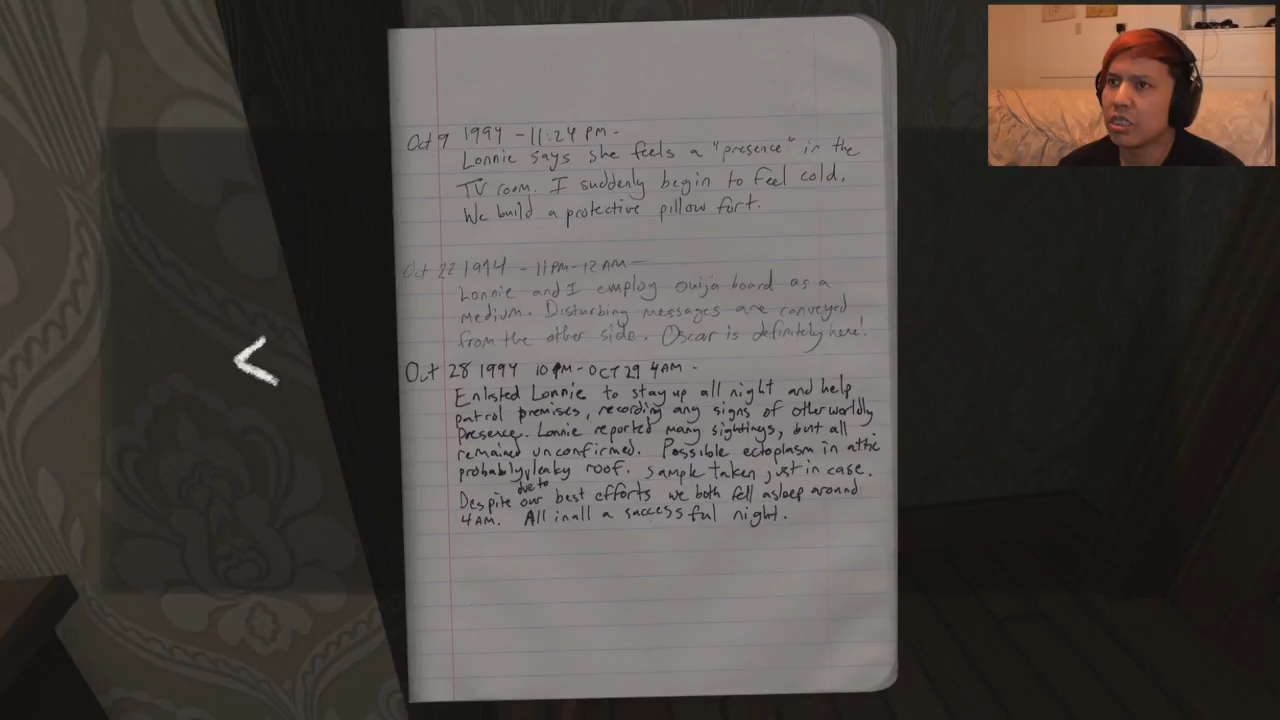 Oct 9 1994 - 11:24 PM -
Lonnie says she feels a "presence" in the
TV room. I suddenly begin to feel cold.
We build a protective pillow fort.
Oct 22 1994 - 11PM-12AM -
Lonnie and I employ ouija board as a
medium. Disturbing messages are conveyed
from the other side. Oscar is definitely here!
Oct 28 1994 10PM - OCT 29 4AM -
Enlisted Lonnie to stay up all night and help
patrol premises, recording any signs of otherworldly
presence. Lonnie reported many sightings, but all
remained unconfirmed. Possible ectoplasm in attic
probably due to leaky roof. Sample taken just in case.
Despite our best efforts we both fell asleep around
4 AM. All in all a successful night.